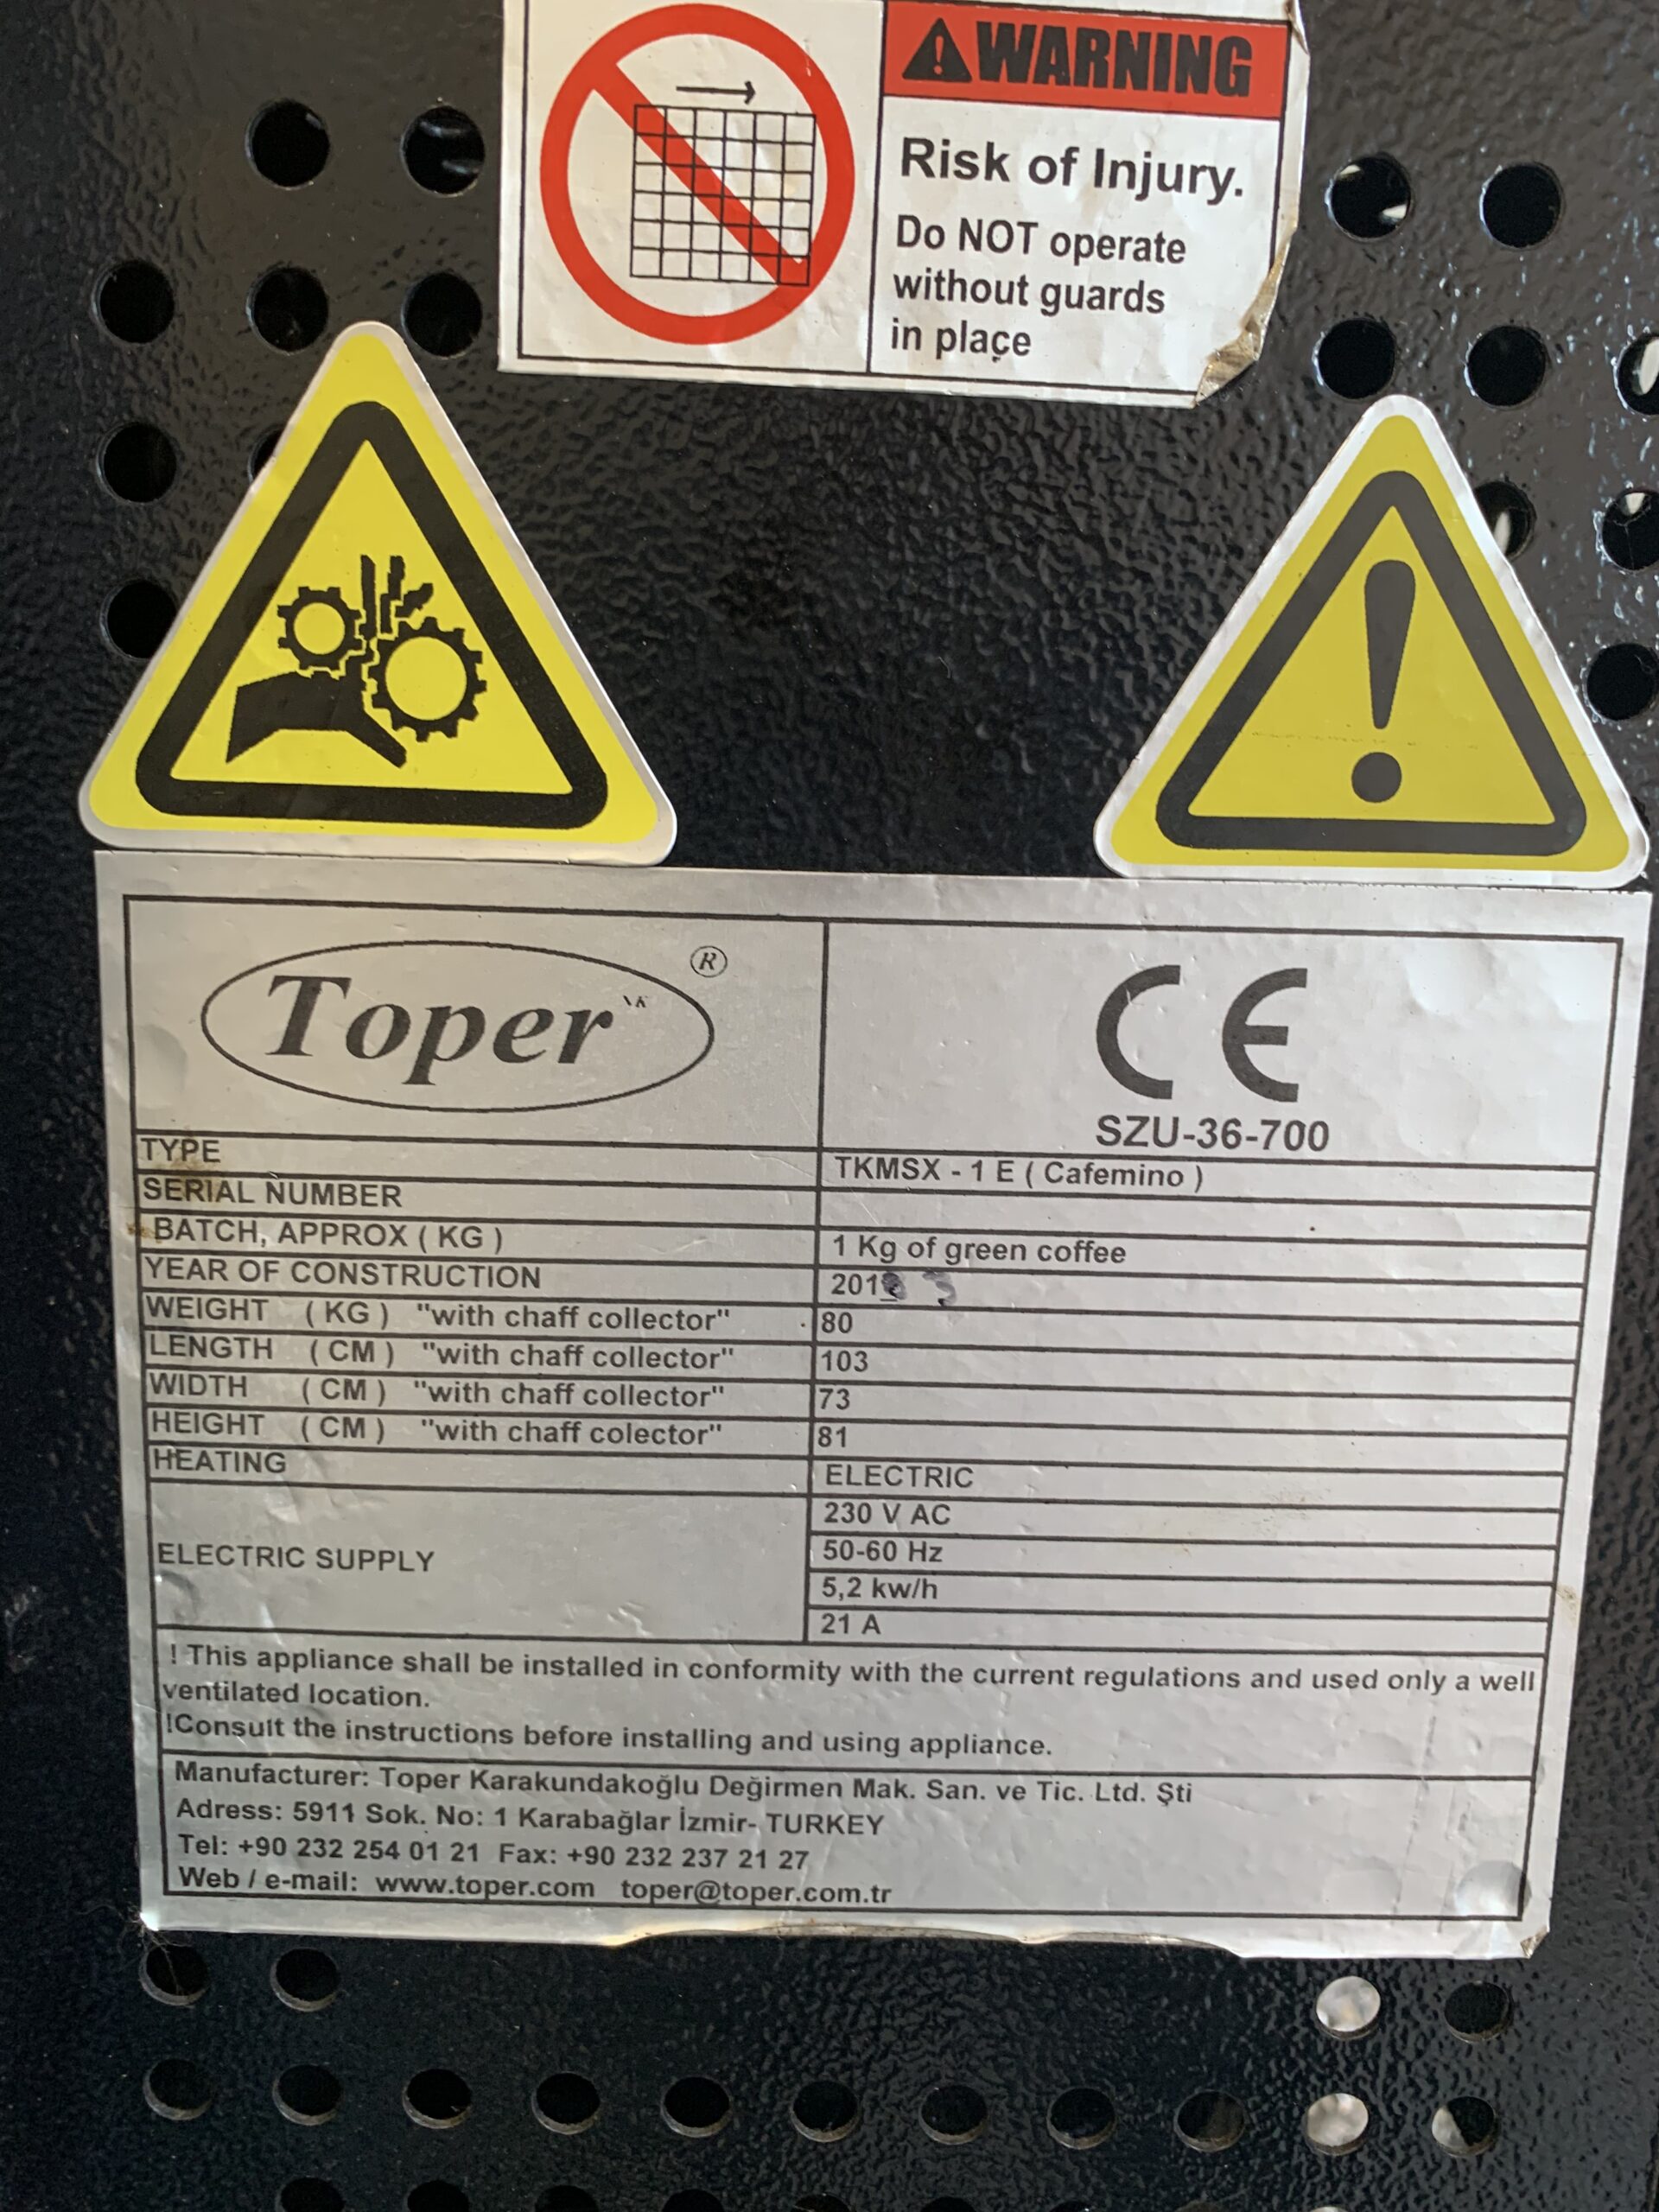 WARNING
Risk of Injury.
Do NOT operate
without guards
in plaçe
Toper ®
CE
SZU-36-700
TYPE TKMSX - 1 E ( Cafemino )
SERIAL NUMBER
BATCH, APPROX ( KG ) 1 Kg of green coffee
YEAR OF CONSTRUCTION
WEIGHT ( KG ) "with chaff collector" 80
LENGTH ( CM ) "with chaff collector" 103
WIDTH ( CM ) "with chaff collector" 73
HEIGHT ( CM ) "with chaff colector" 81
HEATING ELECTRIC
ELECTRIC SUPPLY
230 V AC
50-60 Hz
5,2 kw/h
21 A
! This appliance shall be installed in conformity with the current regulations and used only a well
ventilated location.
!Consult the instructions before installing and using appliance.
Manufacturer: Toper Karakundakoğlu Değirmen Mak. San. ve Tic. Ltd. Şti
Adress: 5911 Sok. No: 1 Karabağlar İzmir- TURKEY
Tel: +90 232 254 01 21 Fax: +90 232 237 21 27
Web / e-mail: www.toper.com toper@toper.com.tr